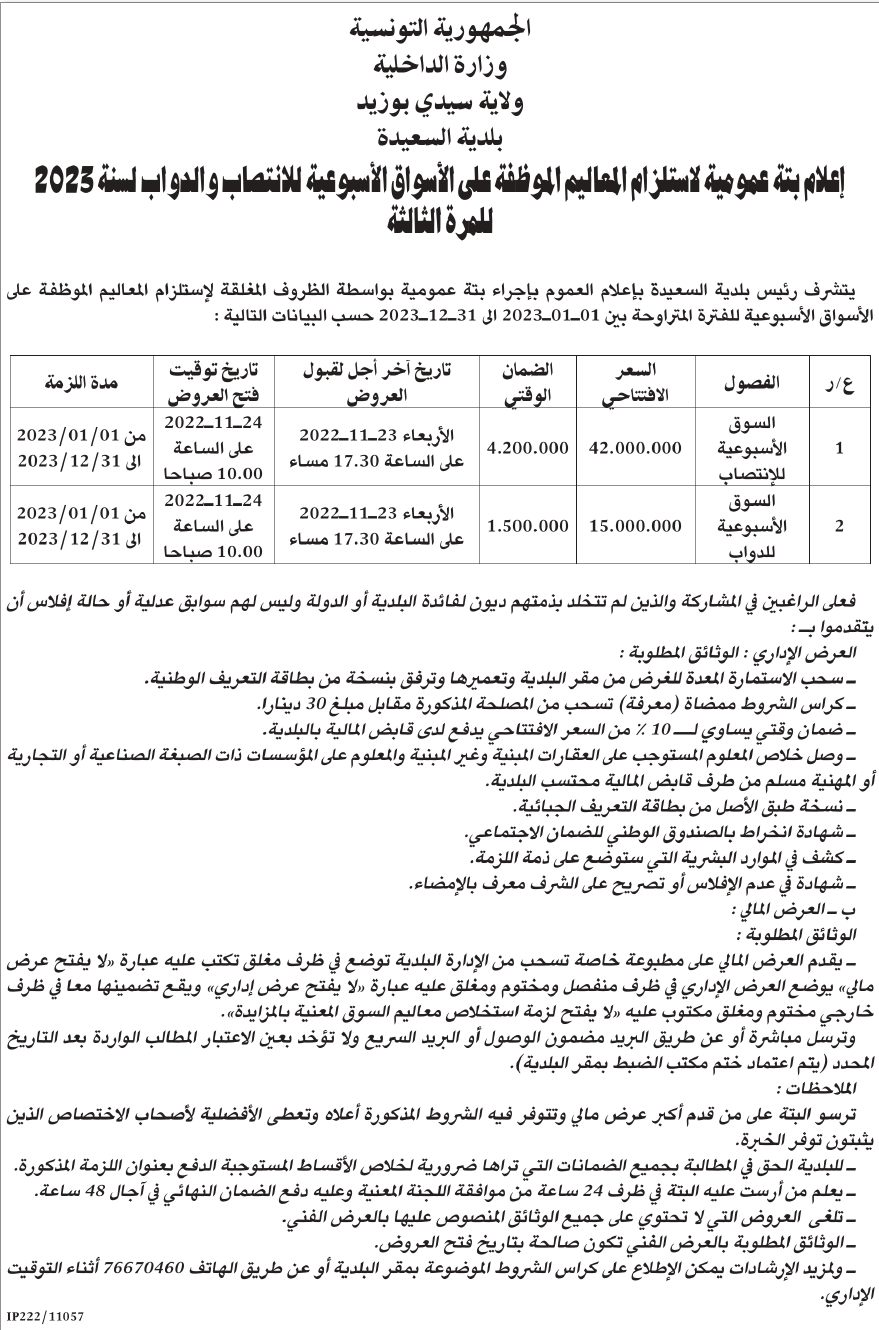 الجمهورية التونسية
وزارة الداخلية
ولاية سيدي بوزيد
بلدية السعيدة
إعلام بتة عمومية لاستلزام المعاليم الموظفة على الأسواق الأسبوعية للانتصاب والدواب لسنة 2023
للمرة الثالثة
يتشرف رئيس بلدية السعيدة بإعلام العموم بإجراء بتة عمومية بواسطة الظروف المغلقة لإستلزام المعاليم الموظفة على
الأسواق الأسبوعية للفترة المتراوحة بين 01-01-2023 الى 31-12-2023 حسب البيانات التالية :
ع/ر | الفصول | السعر الافتتاحي | الضمان الوقتي | تاريخ آخر أجل لقبول العروض | تاريخ توقيت فتح العروض | مدة اللزمة
1 | السوق الأسبوعية للإنتصاب | 42.000.000 | 4.200.000 | الأربعاء 23-11-2022 على الساعة 17.30 مساء | 24-11-2022 على الساعة 10.00 صباحا | من 2023/01/01 الى 2023/12/31
2 | السوق الأسبوعية للدواب | 15.000.000 | 1.500.000 | الأربعاء 23-11-2022 على الساعة 17.30 مساء | 24-11-2022 على الساعة 10.00 صباحا | من 2023/01/01 الى 2023/12/31
فعلى الراغبين في المشاركة والذين لم تتخلد بذمتهم ديون لفائدة البلدية أو الدولة وليس لهم سوابق عدلية أو حالة إفلاس أن
يتقدموا بـ :
العرض الإداري : الوثائق المطلوبة :
- سحب الاستمارة المعدة للغرض من مقر البلدية وتعميرها وترفق بنسخة من بطاقة التعريف الوطنية.
- كراس الشروط ممضاة (معرفة) تسحب من المصلحة المذكورة مقابل مبلغ 30 دينارا.
- ضمان وقتي يساوي لـــ 10 ٪ من السعر الافتتاحي يدفع لدى قابض المالية بالبلدية.
- وصل خلاص المعلوم المستوجب على العقارات المبنية وغير المبنية والمعلوم على المؤسسات ذات الصبغة الصناعية أو التجارية
أو المهنية مسلم من طرف قابض المالية محتسب البلدية.
- نسخة طبق الأصل من بطاقة التعريف الجبائية.
- شهادة انخراط بالصندوق الوطني للضمان الاجتماعي.
- كشف في الموارد البشرية التي ستوضع على ذمة اللزمة.
- شهادة في عدم الإفلاس أو تصريح على الشرف معرف بالإمضاء.
ب - العرض المالي :
الوثائق المطلوبة :
- يقدم العرض المالي على مطبوعة خاصة تسحب من الإدارة البلدية توضع في ظرف مغلق تكتب عليه عبارة «لا يفتح عرض
مالي» يوضع العرض الإداري في ظرف منفصل ومختوم ومغلق عليه عبارة «لا يفتح عرض إداري» ويقع تضمينها معا في ظرف
خارجي مختوم ومغلق مكتوب عليه «لا يفتح لزمة استخلاص معاليم السوق المعنية بالمزايدة».
وترسل مباشرة أو عن طريق البريد مضمون الوصول أو البريد السريع ولا تؤخد بعين الاعتبار المطالب الواردة بعد التاريخ
المحدد (يتم اعتماد ختم مكتب الضبط بمقر البلدية).
الملاحظات :
ترسو البتة على من قدم أكبر عرض مالي وتتوفر فيه الشروط المذكورة أعلاه وتعطى الأفضلية لأصحاب الاختصاص الذين
يثبتون توفر الخبرة.
- للبلدية الحق في المطالبة بجميع الضمانات التي تراها ضرورية لخلاص الأقساط المستوجبة الدفع بعنوان اللزمة المذكورة.
- يعلم من أرست عليه البتة في ظرف 24 ساعة من موافقة اللجنة المعنية وعليه دفع الضمان النهائي في آجال 48 ساعة.
- تلغى العروض التي لا تحتوي على جميع الوثائق المنصوص عليها بالعرض الفني.
- الوثائق المطلوبة بالعرض الفني تكون صالحة بتاريخ فتح العروض.
- ولمزيد الإرشادات يمكن الإطلاع على كراس الشروط الموضوعة بمقر البلدية أو عن طريق الهاتف 76670460 أثناء التوقيت
الإداري.
IP222/11057